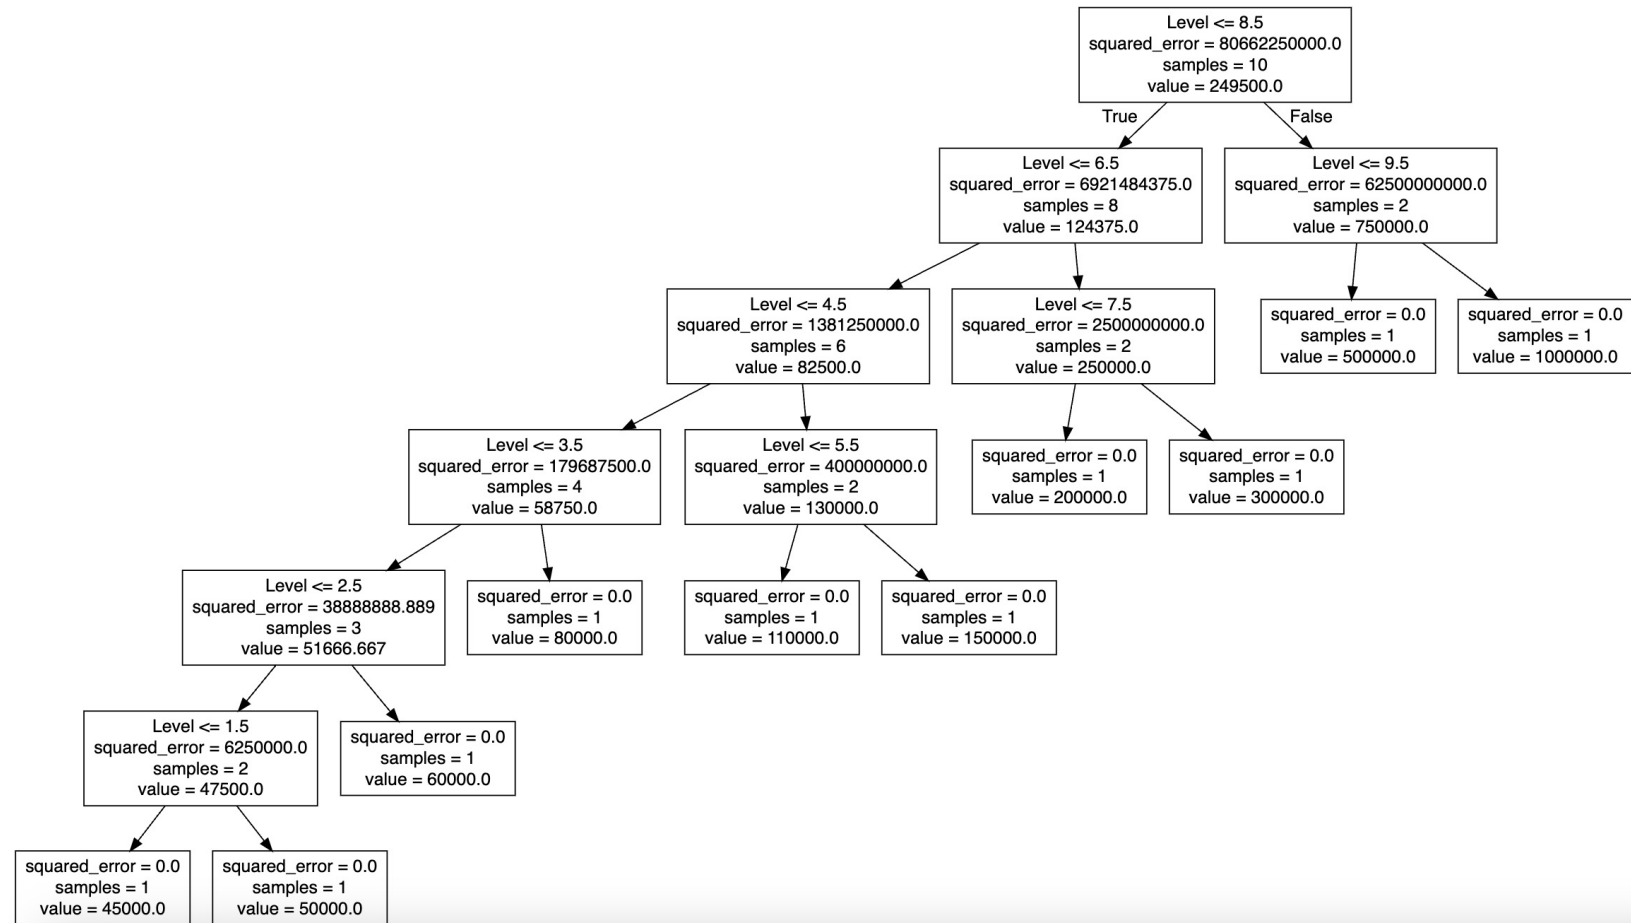 Level <= 8.5
squared_error = 80662250000.0
samples = 10
value = 249500.0
True
False
Level <= 6.5
squared_error = 6921484375.0
samples = 8
value = 124375.0
Level <= 9.5
squared_error = 62500000000.0
samples = 2
value = 750000.0
Level <= 4.5
squared_error = 1381250000.0
samples = 6
value = 82500.0
Level <= 7.5
squared_error = 2500000000.0
samples = 2
value = 250000.0
squared_error = 0.0
samples = 1
value = 500000.0
squared_error = 0.0
samples = 1
value = 1000000.0
Level <= 3.5
squared_error = 179687500.0
samples = 4
value = 58750.0
Level <= 5.5
squared_error = 400000000.0
samples = 2
value = 130000.0
squared_error = 0.0
samples = 1
value = 200000.0
squared_error = 0.0
samples = 1
value = 300000.0
Level <= 2.5
squared_error = 38888888.889
samples = 3
value = 51666.667
squared_error = 0.0
samples = 1
value = 80000.0
squared_error = 0.0
samples = 1
value = 110000.0
squared_error = 0.0
samples = 1
value = 150000.0
Level <= 1.5
squared_error = 6250000.0
samples = 2
value = 47500.0
squared_error = 0.0
samples = 1
value = 60000.0
squared_error = 0.0
samples = 1
value = 45000.0
squared_error = 0.0
samples = 1
value = 50000.0